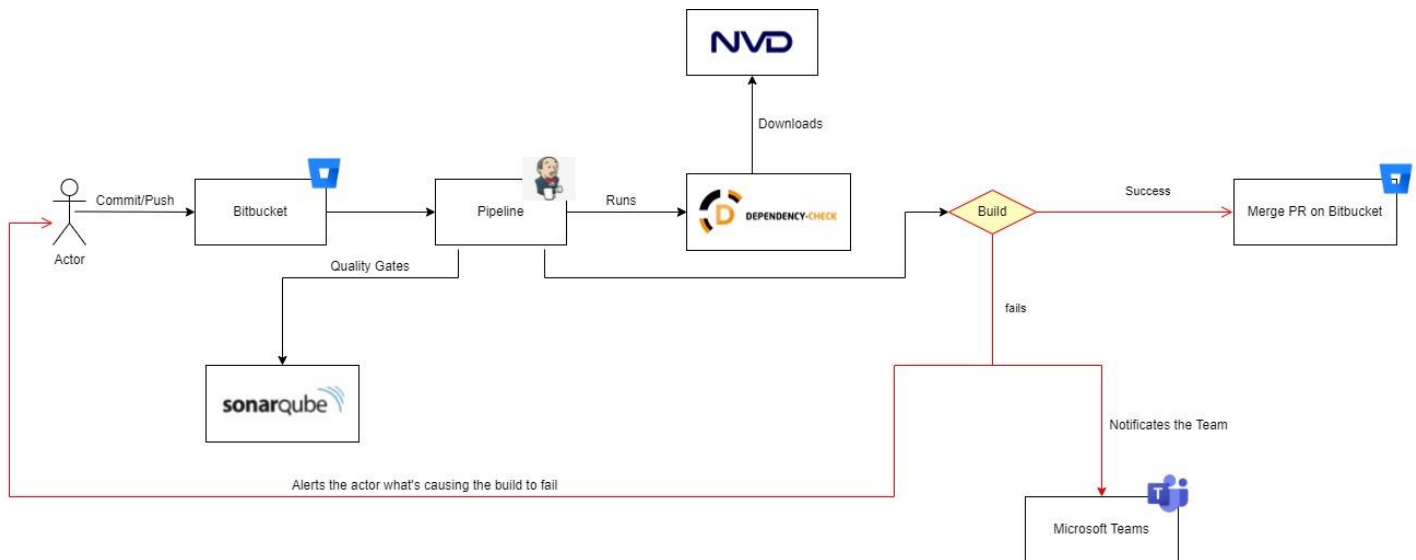 NVD
Downloads
Commit/Push
Bitbucket
Pipeline
Runs
D DEPENDENCY-CHECK
Build
Success
Merge PR on Bitbucket
Actor
Quality Gates
fails
sonarqube
Notificates the Team
Alerts the actor what's causing the build to fail
T
Microsoft Teams